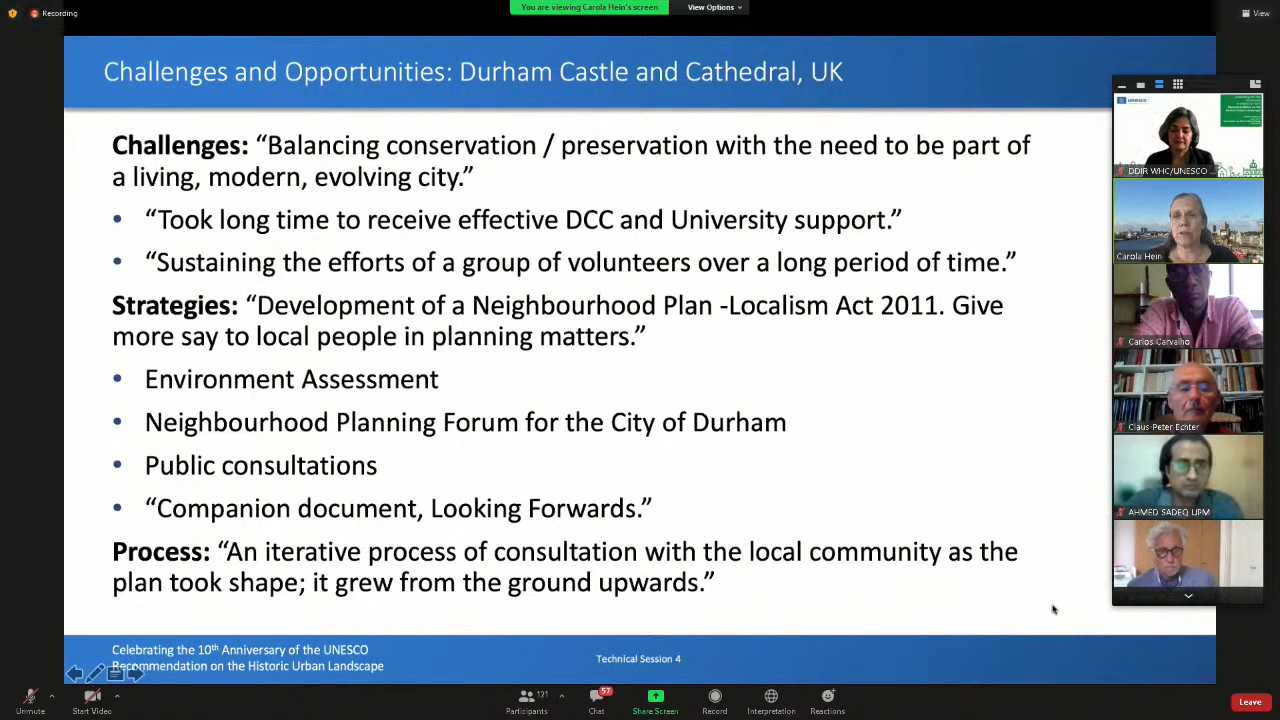 Recording
You are viewing Carola Hein's screen
View Options
View
Challenges and Opportunities: Durham Castle and Cathedral, UK
Challenges: “Balancing conservation / preservation with the need to be part of
a living, modern, evolving city.”
• “Took long time to receive effective DCC and University support.”
• “Sustaining the efforts of a group of volunteers over a long period of time.”
Strategies: “Development of a Neighbourhood Plan -Localism Act 2011. Give
more say to local people in planning matters.”
• Environment Assessment
• Neighbourhood Planning Forum for the City of Durham
• Public consultations
• “Companion document, Looking Forwards.”
Process: “An iterative process of consultation with the local community as the
plan took shape; it grew from the ground upwards.”
Celebrating the 10th Anniversary of the UNESCO
Recommendation on the Historic Urban Landscape
Technical Session 4
UNESCO
DDIR WHC/UNESCO
Carola Hein
Carlos Carvalho
Claus-Peter Echter
AHMED SADEQ UPM
Unmute
Start Video
121
Participants
57
Chat
Share Screen
Record
Interpretation
Reactions
Leave